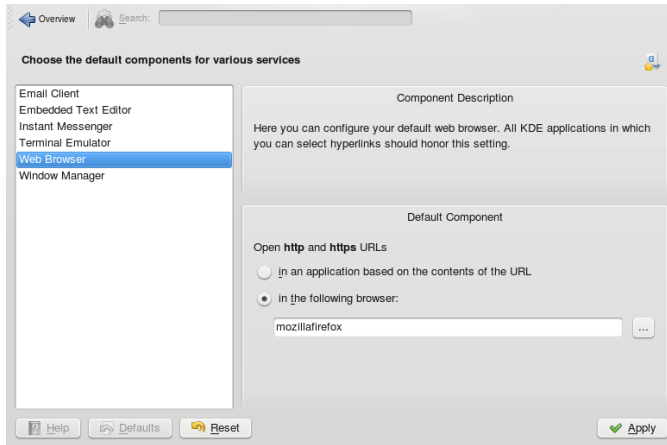 Overview
Search:
Choose the default components for various services
Email Client
Embedded Text Editor
Instant Messenger
Terminal Emulator
Web Browser
Window Manager
Component Description
Here you can configure your default web browser. All KDE applications in which
you can select hyperlinks should honor this setting.
Default Component
Open http and https URLs
in an application based on the contents of the URL
in the following browser:
mozillafirefox
...
Help
Defaults
Reset
Apply